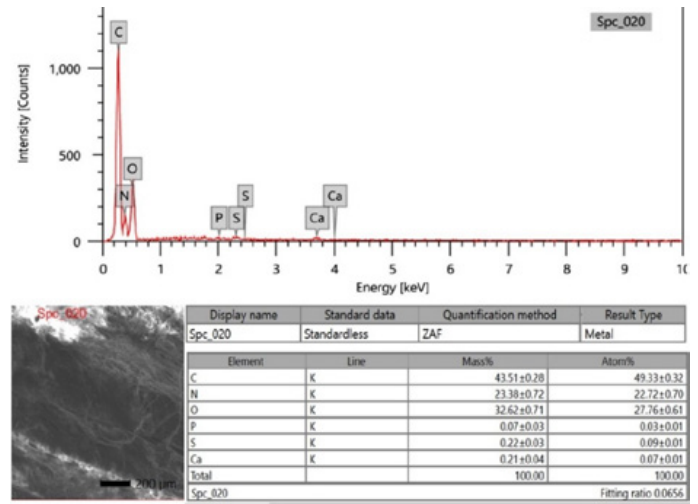 Spc_020
C
1,000
Intensity [Counts]
500
O
N
S
Ca
P
S
Ca
0
0 1 2 3 4 5 6 7 8 9 10
Energy [keV]
Spc_020
200 μm
Display name Standard data Quantification method Result Type
Spc_020 Standardless ZAF Metal
Element Line Mass% Atom%
C K 43.51±0.28 49.33±0.32
N K 23.38±0.72 22.72±0.70
O K 32.62±0.71 27.76±0.61
P K 0.07±0.03 0.03±0.01
S K 0.22±0.03 0.09±0.01
Ca K 0.21±0.04 0.07±0.01
Total 100.00 100.00
Spc_020 Fitting ratio 0.0656